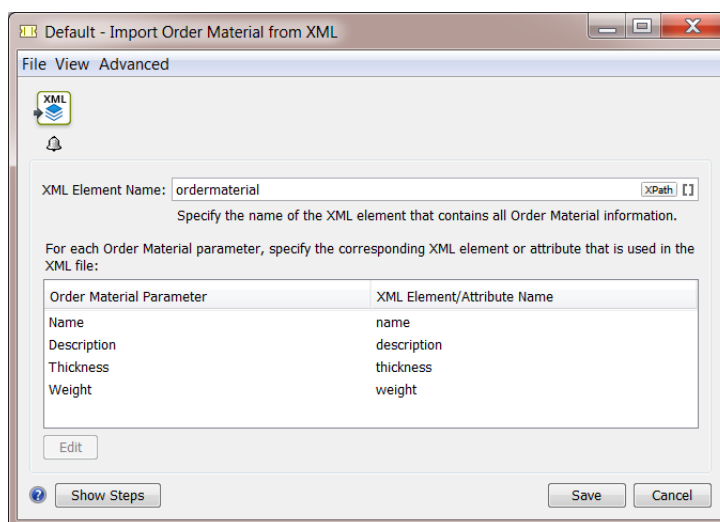 Default - Import Order Material from XML
File View Advanced
XML
XML Element Name: ordermaterial XPath []
Specify the name of the XML element that contains all Order Material information.
For each Order Material parameter, specify the corresponding XML element or attribute that is used in the
XML file:
Order Material Parameter XML Element/Attribute Name
Name name
Description description
Thickness thickness
Weight weight
Edit
? Show Steps Save Cancel